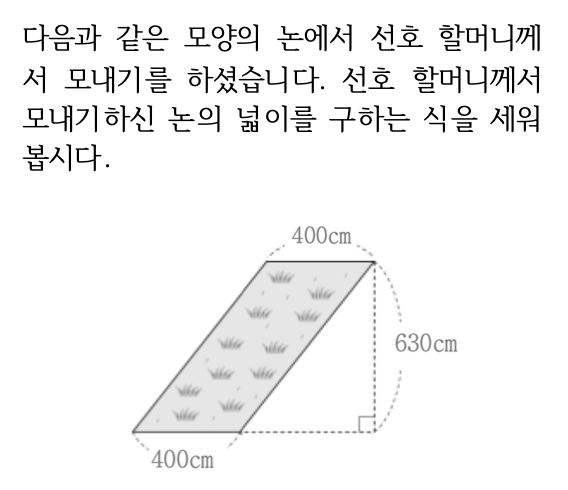 다음과 같은 모양의 논에서 선호 할머니께
서 모내기를 하셨습니다. 선호 할머니께서
모내기하신 논의 넓이를 구하는 식을 세워
봅시다.
400cm
630cm
400cm